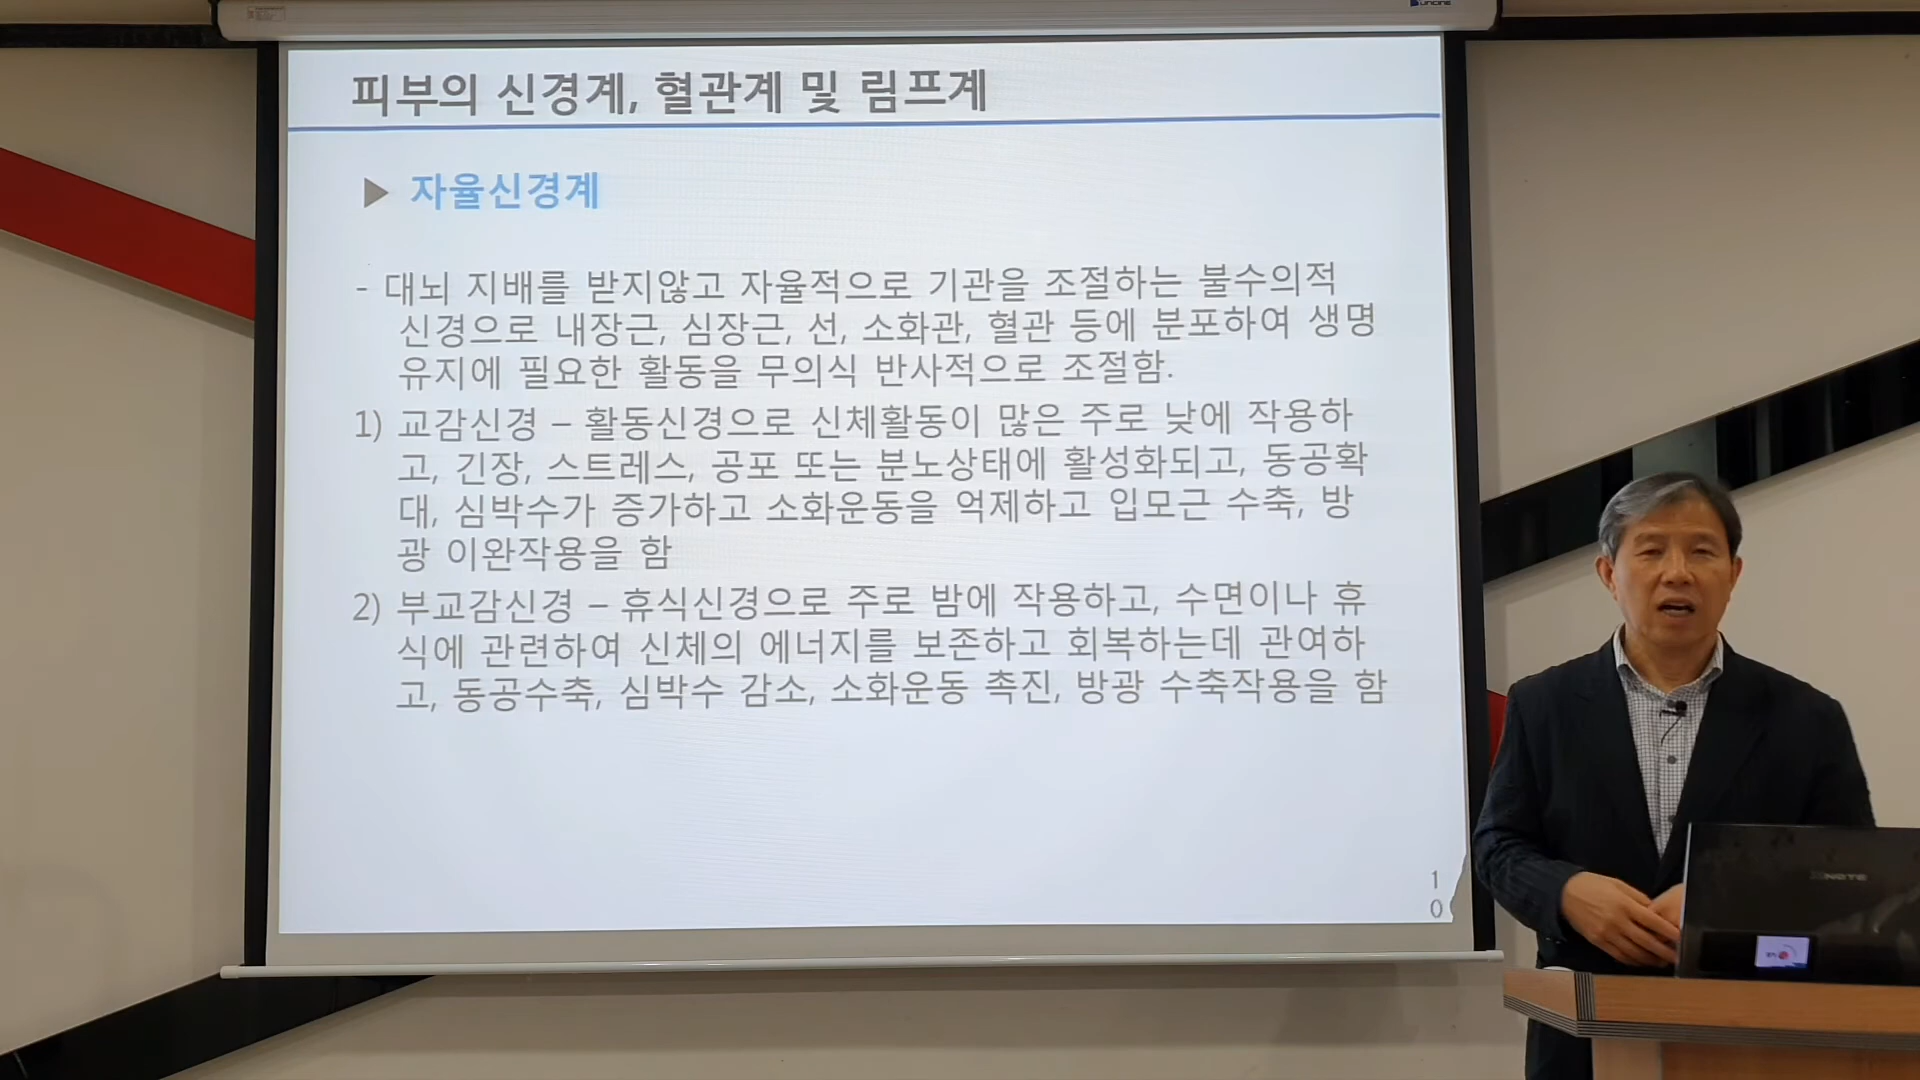 피부의 신경계, 혈관계 및 림프계
▶ 자율신경계
- 대뇌 지배를 받지않고 자율적으로 기관을 조절하는 불수의적
신경으로 내장근, 심장근, 선, 소화관, 혈관 등에 분포하여 생명
유지에 필요한 활동을 무의식 반사적으로 조절함.
1) 교감신경 – 활동신경으로 신체활동이 많은 주로 낮에 작용하
고, 긴장, 스트레스, 공포 또는 분노상태에 활성화되고, 동공확
대, 심박수가 증가하고 소화운동을 억제하고 입모근 수축, 방
광 이완작용을 함
2) 부교감신경 – 휴식신경으로 주로 밤에 작용하고, 수면이나 휴
식에 관련하여 신체의 에너지를 보존하고 회복하는데 관여하
고, 동공수축, 심박수 감소, 소화운동 촉진, 방광 수축작용을 함
1
0